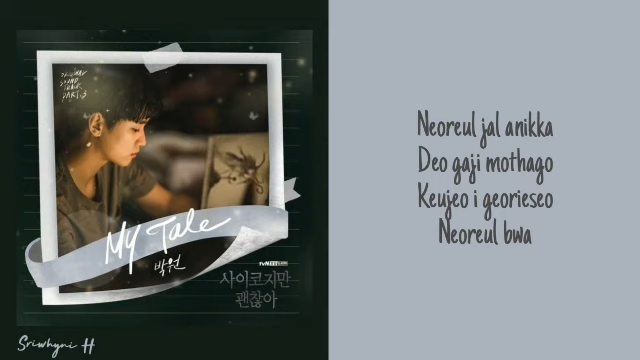 ORIGINAL
SOUND
TRACK
PART.3
My Tale
박원
tvN
사이코지만
괜찮아
Sriwhyni H
Neoreul jal anikka
Deo gaji mothago
Keujeo i georieseo
Neoreul bwa